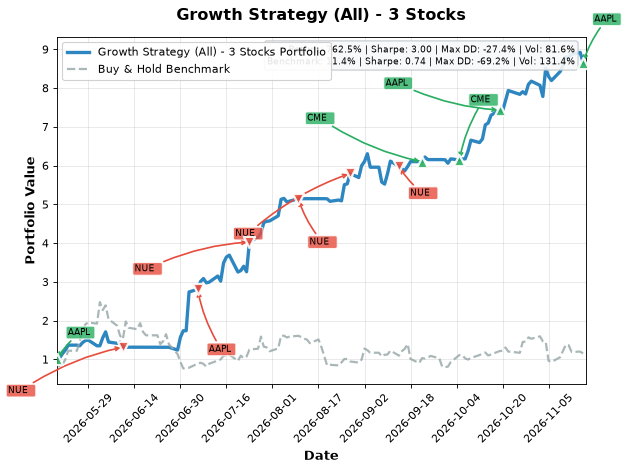 Growth Strategy (All) - 3 Stocks
AAPL
Growth Strategy (All) - 3 Stocks Portfolio
Buy & Hold Benchmark
62.5% | Sharpe: 3.00 | Max DD: -27.4% | Vol: 81.6%
1.4% | Sharpe: 0.74 | Max DD: -69.2% | Vol: 131.4%
AAPL
CME
CME
NUE
NUE
NUE
NUE
AAPL
AAPL
NUE
9
8
7
6
5
4
3
2
1
Portfolio Value
2026-05-29
2026-06-14
2026-06-30
2026-07-16
2026-08-01
2026-08-17
2026-09-02
2026-09-18
2026-10-04
2026-10-20
2026-11-05
Date